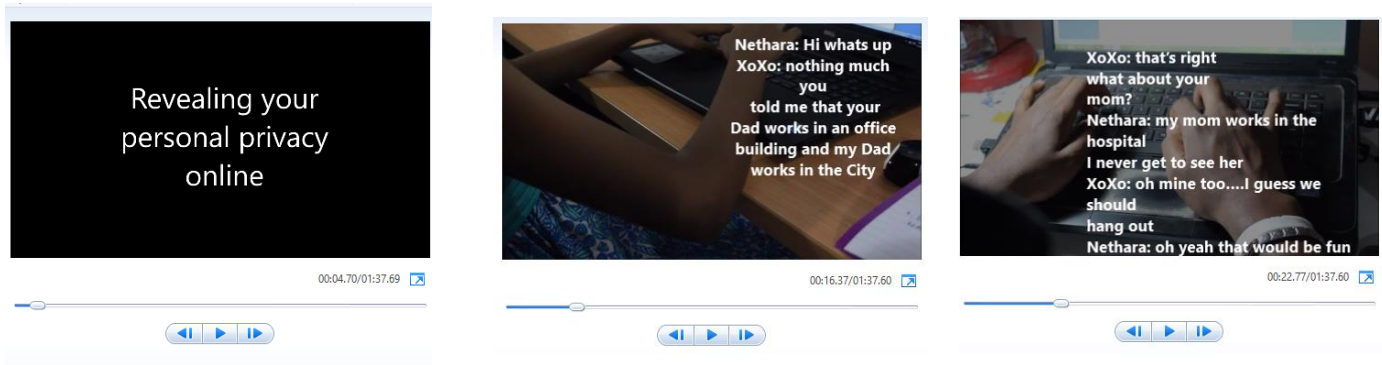 Revealing your
personal privacy
online
00:04.70/01:37.69
Nethara: Hi whats up
XoXo: nothing much
you
told me that your
Dad works in an office
building and my Dad
works in the City
00:16.37/01:37.60
XoXo: that's right
what about your
mom?
Nethara: my mom works in the
hospital
I never get to see her
XoXo: oh mine too....I guess we
should
hang out
Nethara: oh yeah that would be fun
00:22.77/01:37.60